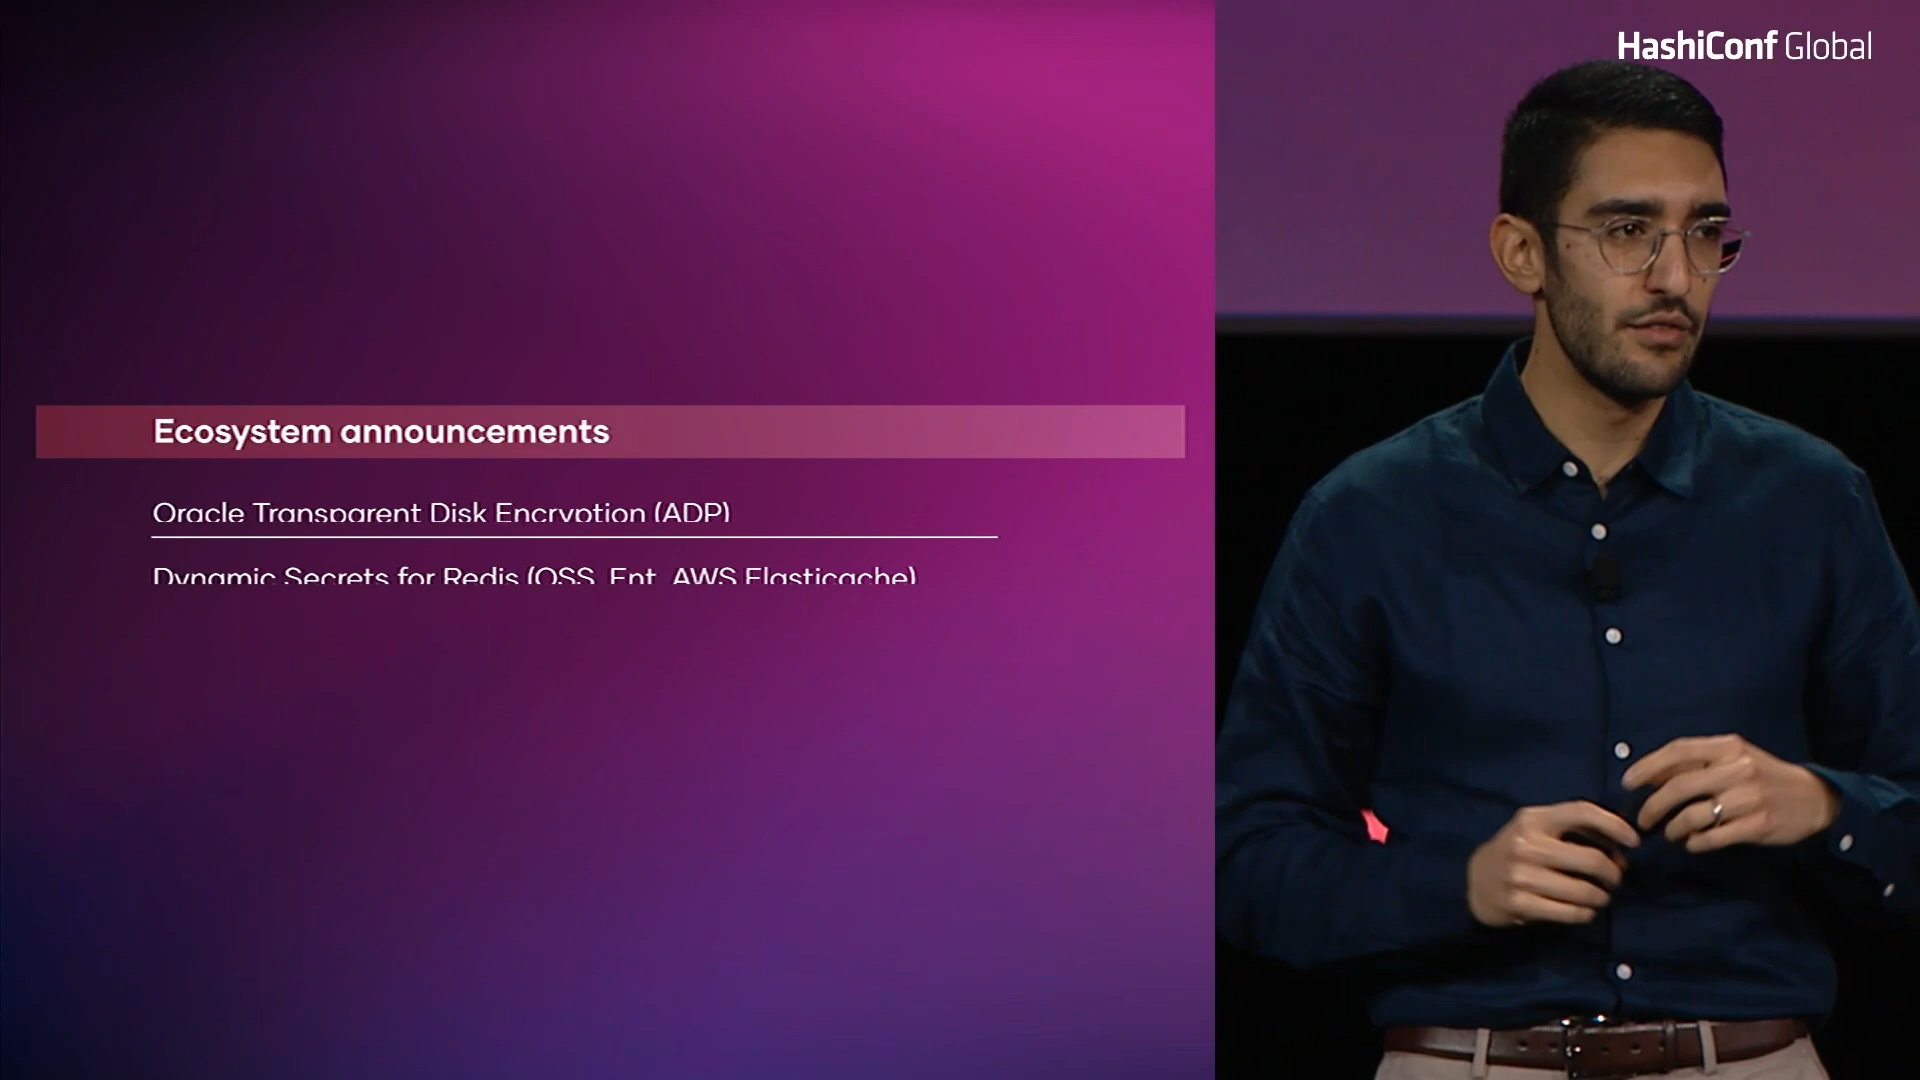 HashiConf Global
Ecosystem announcements
Oracle Transparent Disk Encryption (ADP)
Dynamic Secrets for Redis (OSS, Ent, AWS Elasticache)